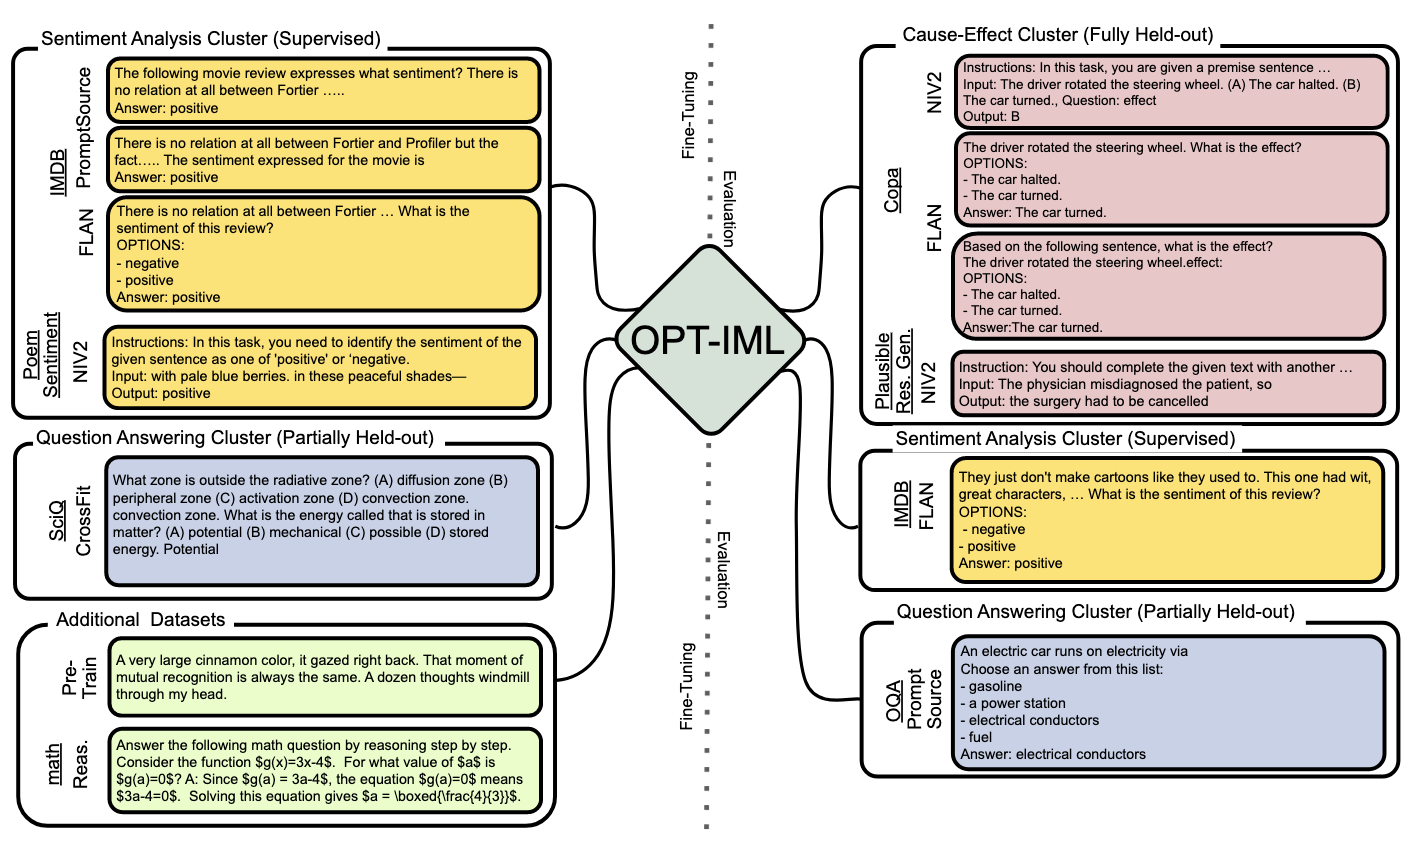 Sentiment Analysis Cluster (Supervised)
IMDB
PromptSource
The following movie review expresses what sentiment? There is
no relation at all between Fortier …..
Answer: positive
There is no relation at all between Fortier and Profiler but the
fact….. The sentiment expressed for the movie is
Answer: positive
FLAN
There is no relation at all between Fortier … What is the
sentiment of this review?
OPTIONS:
- negative
- positive
Answer: positive
Poem
Sentiment
NIV2
Instructions: In this task, you need to identify the sentiment of the
given sentence as one of 'positive' or ‘negative.
Input: with pale blue berries. in these peaceful shades—
Output: positive
Question Answering Cluster (Partially Held-out)
SciQ
CrossFit
What zone is outside the radiative zone? (A) diffusion zone (B)
peripheral zone (C) activation zone (D) convection zone.
convection zone. What is the energy called that is stored in
matter? (A) potential (B) mechanical (C) possible (D) stored
energy. Potential
Additional Datasets
Pre-
Train
A very large cinnamon color, it gazed right back. That moment of
mutual recognition is always the same. A dozen thoughts windmill
through my head.
math
Reas.
Answer the following math question by reasoning step by step.
Consider the function $g(x)=3x-4$. For what value of $a$ is
$g(a)=0$? A: Since $g(a) = 3a-4$, the equation $g(a)=0$ means
$3a-4=0$. Solving this equation gives $a = \boxed{\frac{4}{3}}$.
Fine-Tuning
Evaluation
OPT-IML
Evaluation
Fine-Tuning
Cause-Effect Cluster (Fully Held-out)
Copa
NIV2
Instructions: In this task, you are given a premise sentence …
Input: The driver rotated the steering wheel. (A) The car halted. (B)
The car turned., Question: effect
Output: B
FLAN
The driver rotated the steering wheel. What is the effect?
OPTIONS:
- The car halted.
- The car turned.
Answer: The car turned.
Based on the following sentence, what is the effect?
The driver rotated the steering wheel.effect:
OPTIONS:
- The car halted.
- The car turned.
Answer:The car turned.
Plausible
Res. Gen.
NIV2
Instruction: You should complete the given text with another …
Input: The physician misdiagnosed the patient, so
Output: the surgery had to be cancelled
Sentiment Analysis Cluster (Supervised)
IMDB
FLAN
They just don't make cartoons like they used to. This one had wit,
great characters, … What is the sentiment of this review?
OPTIONS:
- negative
- positive
Answer: positive
Question Answering Cluster (Partially Held-out)
OQA
Prompt
Source
An electric car runs on electricity via
Choose an answer from this list:
- gasoline
- a power station
- electrical conductors
- fuel
Answer: electrical conductors